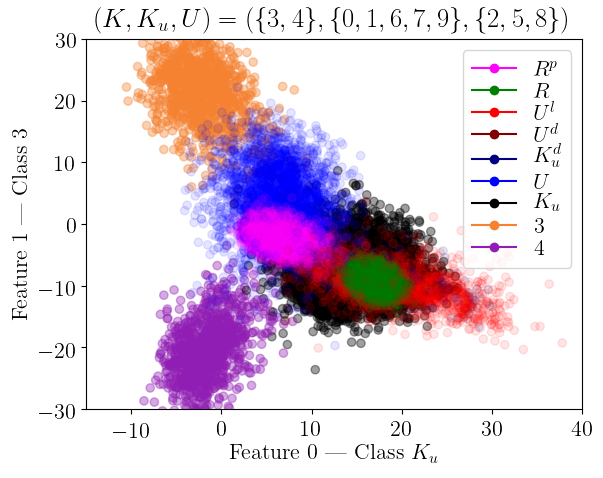 (K, K_u, U) = ({3, 4}, {0, 1, 6, 7, 9}, {2, 5, 8})
30
20
10
0
−10
−20
−30
Feature 1 — Class 3
R^p
R
U^l
U^d
K_u^d
U
K_u
3
4
−10
0
10
20
30
40
Feature 0 — Class K_u